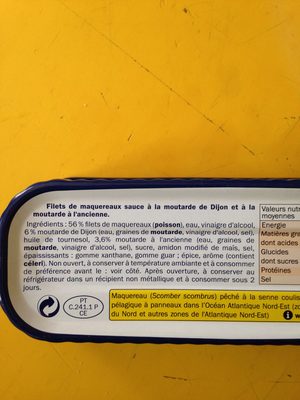 Filets de maquereaux sauce à la moutarde de Dijon et à la
moutarde à l'ancienne.
Ingrédients : 56 % filets de maquereaux (poisson), eau, vinaigre d'alcool,
6 % moutarde de Dijon (eau, graines de moutarde, vinaigre d'alcool, sel),
huile de tournesol, 3,6% moutarde à l'ancienne (eau, graines de
moutarde, vinaigre d'alcool, sel), sucre, amidon modifié de maïs, sel,
épaississants : gomme xanthane, gomme guar ; épice, arôme (contient
céleri). Non ouvert, à conserver à température ambiante et à consommer
de préférence avant le : voir côté. Après ouverture, à conserver au
réfrigérateur dans un récipient non métallique et à consommer sous 2
jours.
Valeurs nutri
moyennes
Energie
Matières gra
dont acides
Glucides
dont sucres
Protéines
Sel
PT
C.241.1 P
CE
Maquereau (Scomber scombrus) pêché à la senne coulis
pélagique à panneaux dans l'Océan Atlantique Nord-Est (zo
du Nord et autres zones de l'Atlantique Nord-Est)